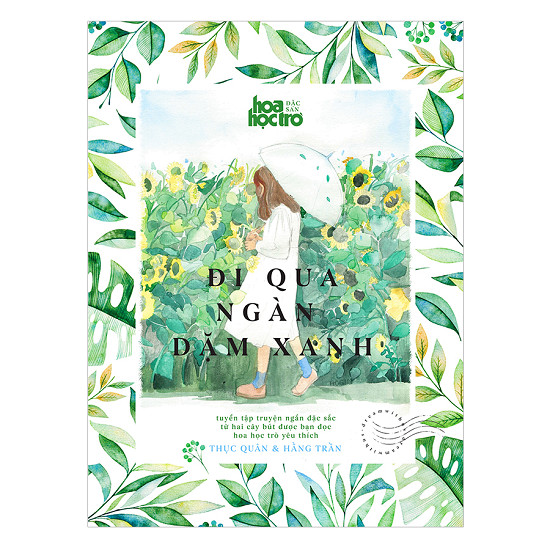 hoa ĐẶC SAN
học trò
ĐI QUA
NGÀN
DẶM XANH
tuyển tập truyện ngắn đặc sắc
từ hai cây bút được bạn đọc
hoa học trò yêu thích
THỤC QUÂN & HẰNG TRẦN